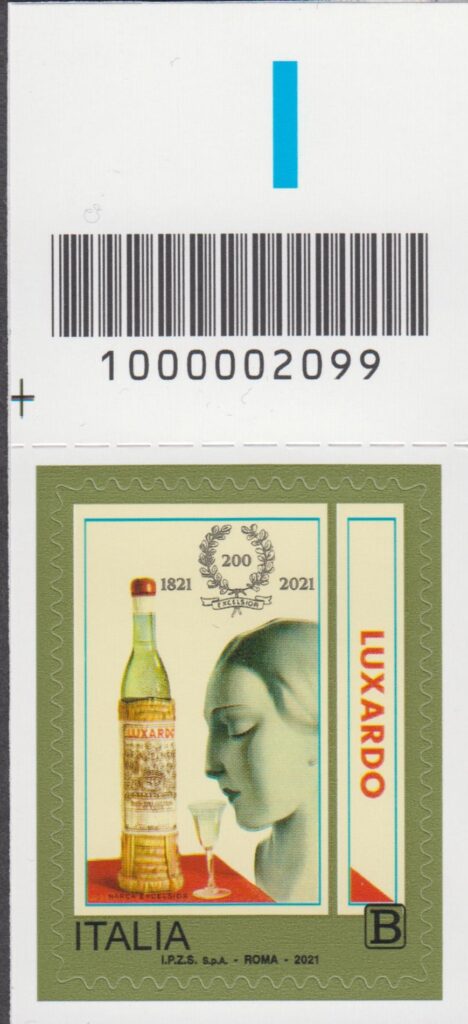 1000002099
200
1821 2021
EXCELSIOR
LUXARDO
LUXARDO
MARCA EXCELSIOR
ITALIA
B
I.P.Z.S. S.p.A. - ROMA - 2021